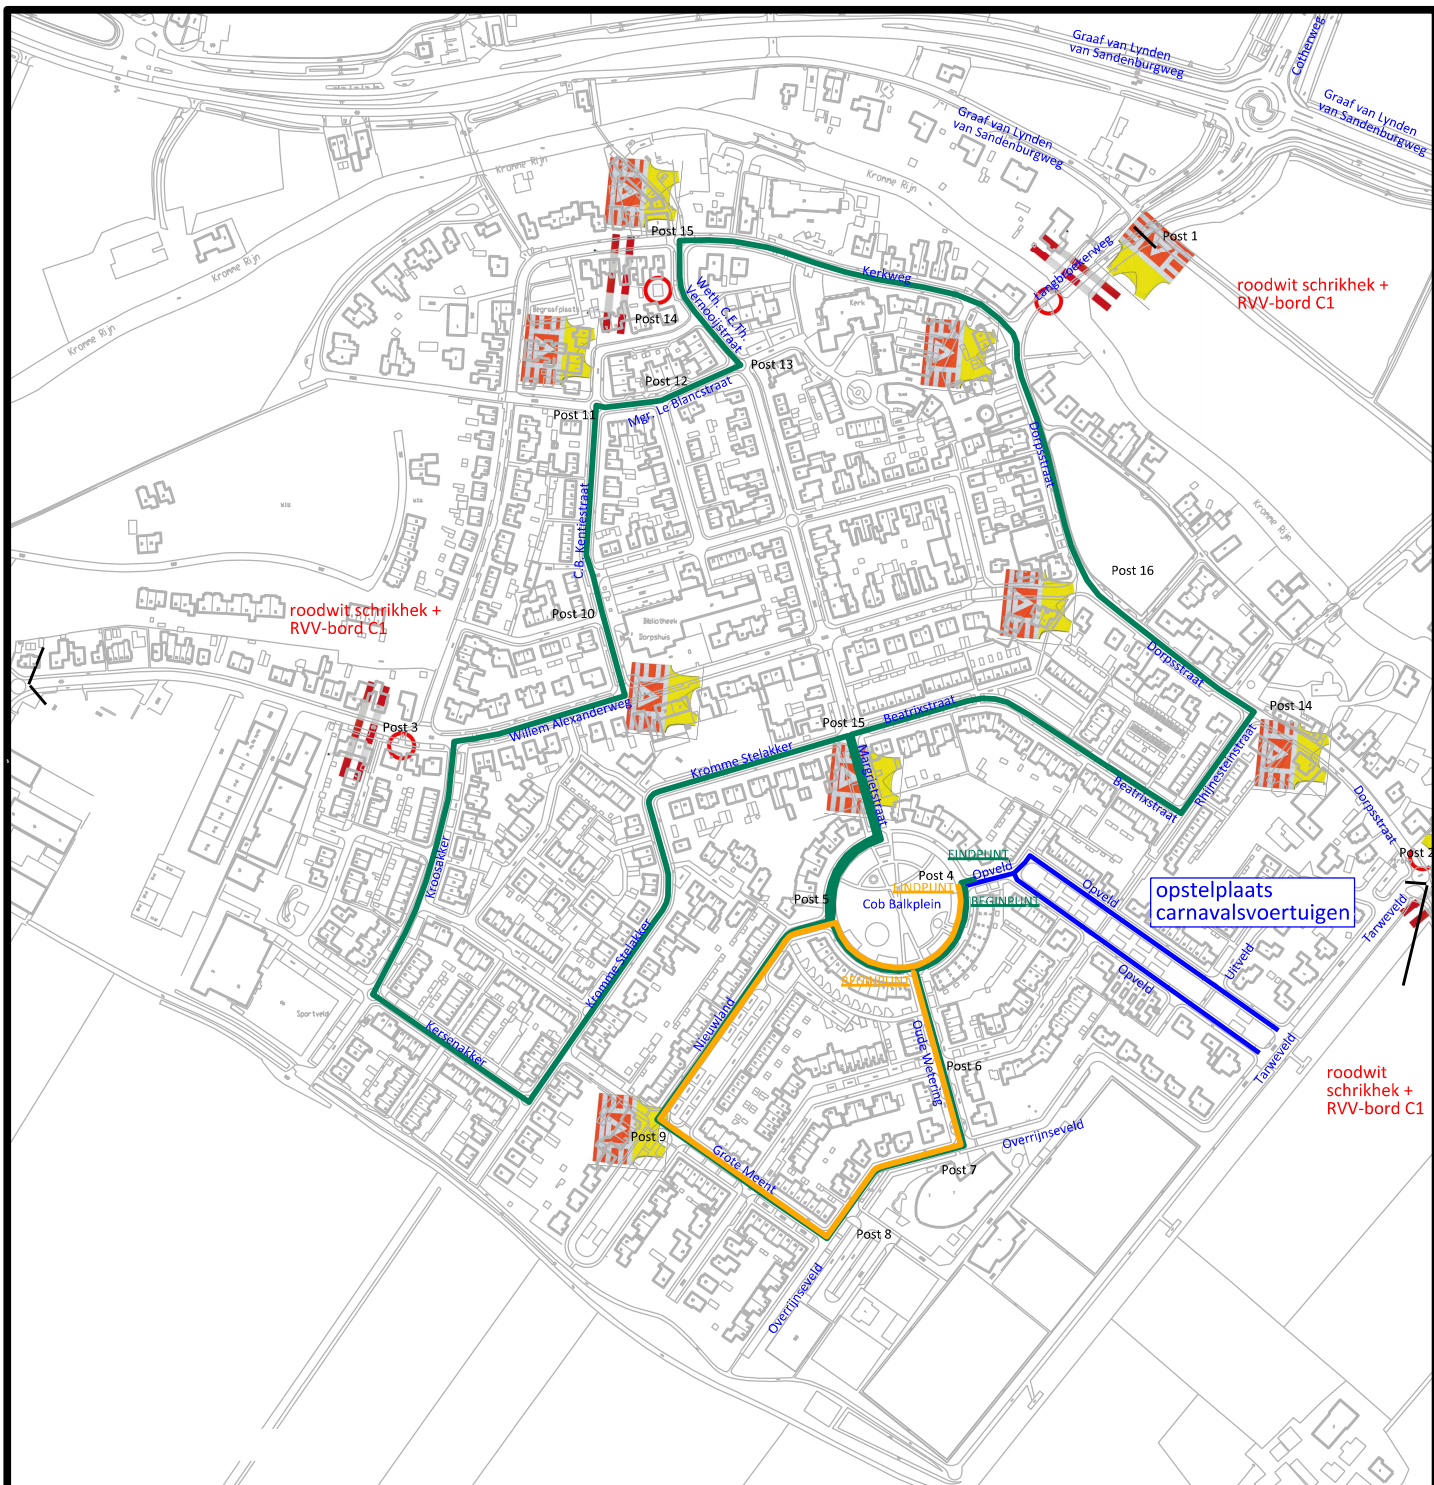 Graaf van Lynden
van Sandenburgweg
Cotherweg
Graaf van Lynden
van Sandenburgweg
Graaf van Lynden
van Sandenburgweg
Kromme Rijn
Kromme Rijn
Kromme Rijn
Kromme Rijn
Kromme Rijn
Post 15
Post 1
Langbroekerweg
Kerkweg
roodwit schrikhek +
RVV-bord C1
Weth. C.E.Th.
Vernooijstraat
Kerk
Begraafplaats
Post 14
Post 13
Post 12
Mgr. Le Blancstraat
Post 11
Dorpsstraat
C.B. Kentiestraat
Post 16
roodwit schrikhek +
RVV-bord C1
Post 10
Bibliotheek
Dorpshuis
Dorpsstraat
Willem Alexanderweg
Beatrixstraat
Post 14
Post 15
Post 3
Kromme Stelakker
Margrietstraat
Rhijnesteinstraat
Beatrixstraat
Dorpsstraat
Post 2
EINDPUNT
Kroosakker
Opveld
Post 4
EINDPUNT
Opveld
opstelplaats
carnavalsvoertuigen
Post 5
Cob Balkplein
BEGINPUNT
Tarweveld
Kromme Stelakker
BEGINPUNT
Opveld
Uitveld
Sportveld
Nieuwland
Oude Wetering
Kersenakker
Tarweveld
Post 6
roodwit
schrikhek +
RVV-bord C1
Post 9
Overrijnseveld
Grote Meent
Post 7
Post 8
Overrijnseveld